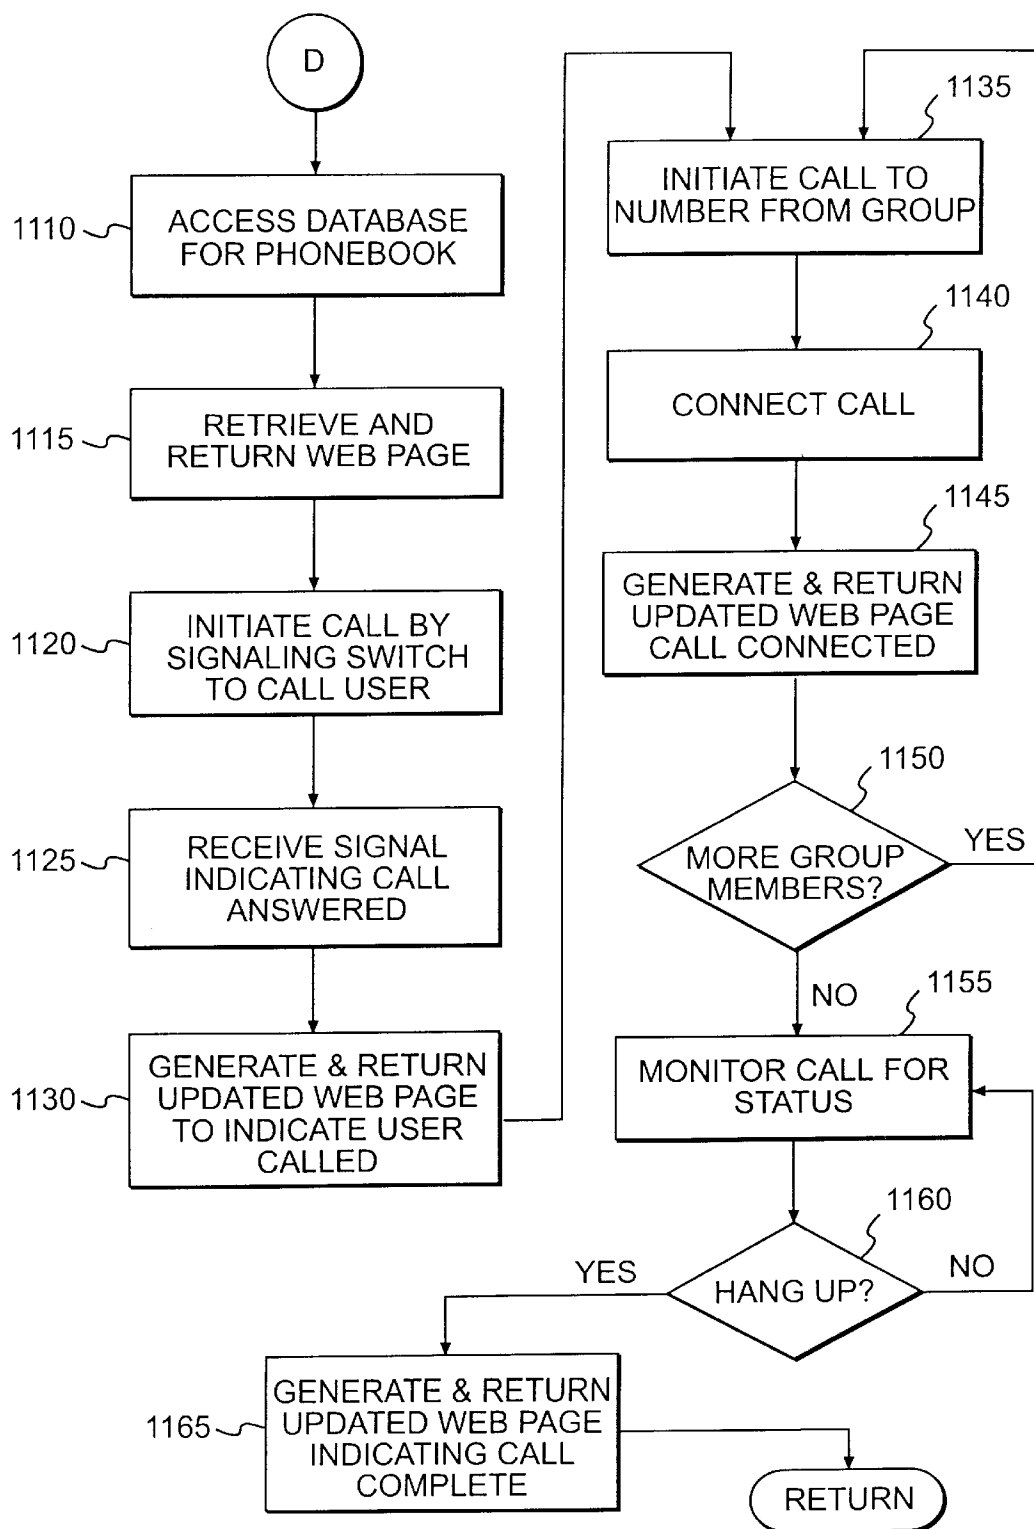 D
1110
ACCESS DATABASE
FOR PHONEBOOK
1115
RETRIEVE AND
RETURN WEB PAGE
1120
INITIATE CALL BY
SIGNALING SWITCH
TO CALL USER
1125
RECEIVE SIGNAL
INDICATING CALL
ANSWERED
1130
GENERATE & RETURN
UPDATED WEB PAGE
TO INDICATE USER
CALLED
1135
INITIATE CALL TO
NUMBER FROM GROUP
1140
CONNECT CALL
1145
GENERATE & RETURN
UPDATED WEB PAGE
CALL CONNECTED
1150
MORE GROUP
MEMBERS?
YES
NO
1155
MONITOR CALL FOR
STATUS
1160
HANG UP?
NO
YES
1165
GENERATE & RETURN
UPDATED WEB PAGE
INDICATING CALL
COMPLETE
RETURN